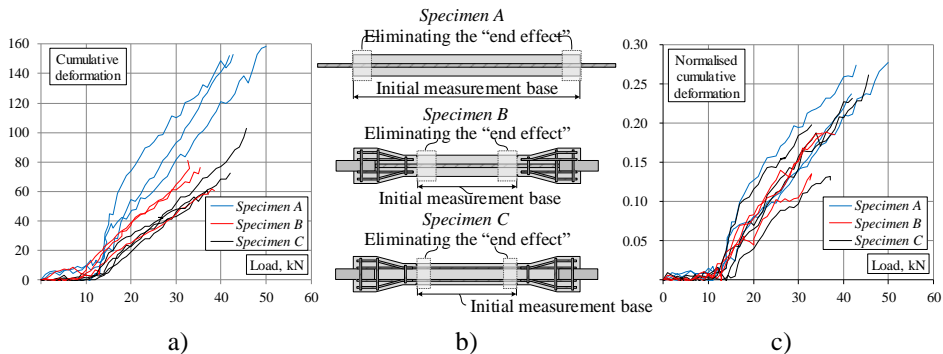 160
140
120
100
80
60
40
20
0
0 10 20 30 40 50 60
Cumulative
deformation
Specimen A
Specimen B
Specimen C
Load, kN
a)
Specimen A
Eliminating the “end effect”
Initial measurement base
Specimen B
Eliminating the “end effect”
Initial measurement base
Specimen C
Eliminating the “end effect”
Initial measurement base
b)
0.30
0.25
0.20
0.15
0.10
0.05
0 10 20 30 40 50 60
Normalised
cumulative
deformation
Specimen A
Specimen B
Specimen C
Load, kN
c)